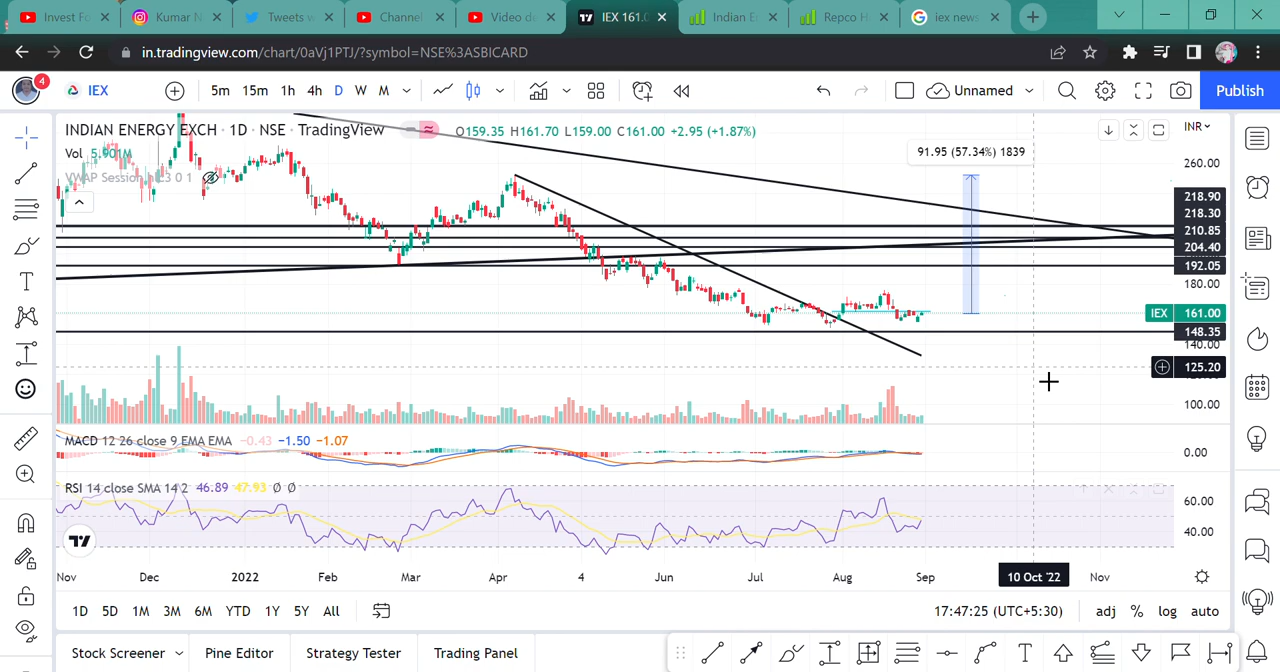 Invest Fo
Kumar N
Tweets w
Channel
Video de
IEX 161.0
Indian E
Repco H
iex news
in.tradingview.com/chart/0aVj1PTJ/?symbol=NSE%3ASBICARD
4
IEX
5m 15m 1h 4h D W M
Unnamed
Publish
INDIAN ENERGY EXCH · 1D · NSE · TradingView
O159.35 H161.70 L159.00 C161.00 +2.95 (+1.87%)
INR
Vol 5.901M
91.95 (57.34%) 1839
260.00
218.90
218.30
210.85
204.40
192.05
180.00
IEX 161.00
148.35
140.00
125.20
100.00
MACD 12 26 close 9 EMA EMA −0.43 −1.50 −1.07
0.00
RSI 14 close SMA 14 2 46.89 47.93 Ø Ø
60.00
40.00
Nov Dec 2022 Feb Mar Apr 4 Jun Jul Aug Sep 10 Oct '22 Nov
1D 5D 1M 3M 6M YTD 1Y 5Y All
17:47:25 (UTC+5:30)
adj % log auto
Stock Screener
Pine Editor
Strategy Tester
Trading Panel